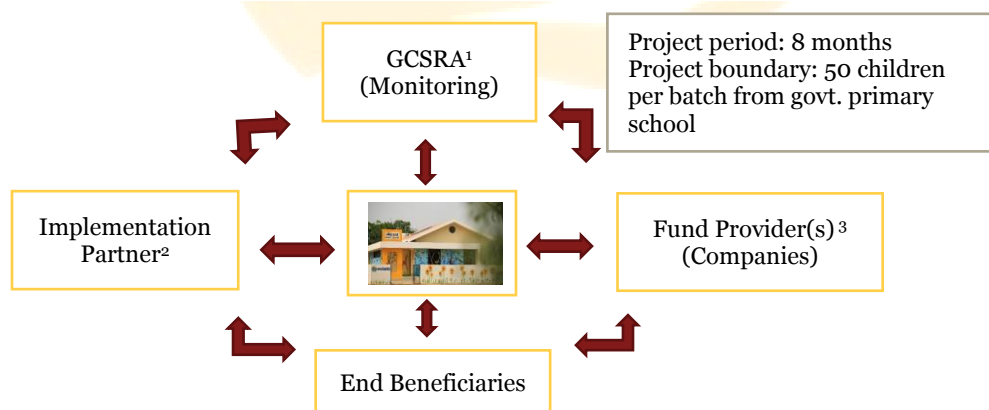 GCSRA¹
(Monitoring)
Project period: 8 months
Project boundary: 50 children
per batch from govt. primary
school
Implementation
Partner²
Fund Provider(s) ³
(Companies)
End Beneficiaries